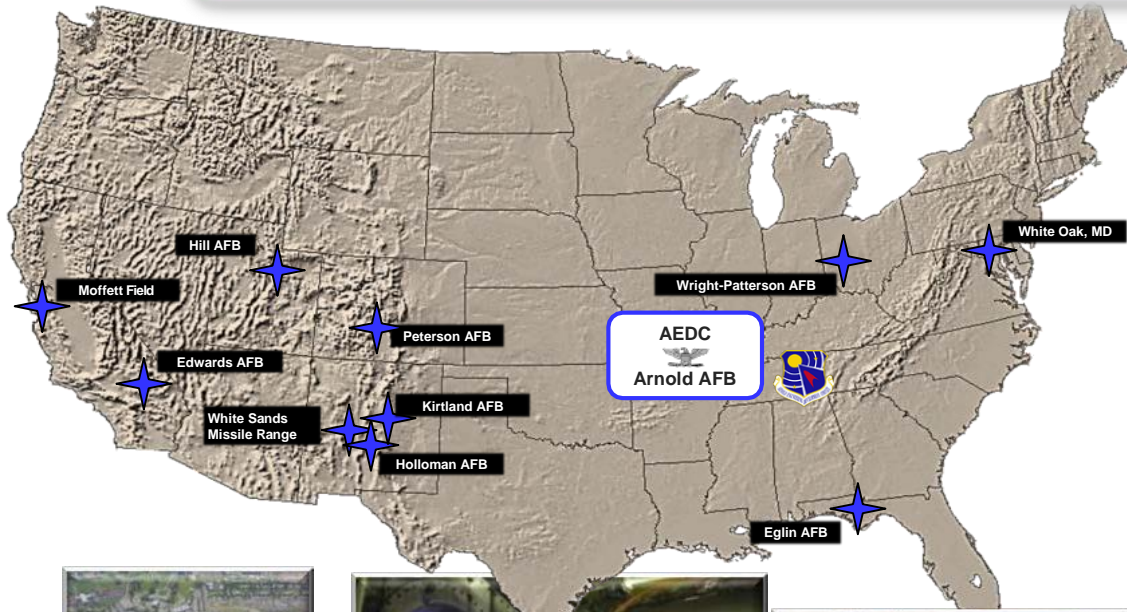 White Oak, MD
Hill AFB
Wright-Patterson AFB
Moffett Field
AEDC
Arnold AFB
Peterson AFB
Edwards AFB
Kirtland AFB
White Sands
Missile Range
Holloman AFB
Eglin AFB